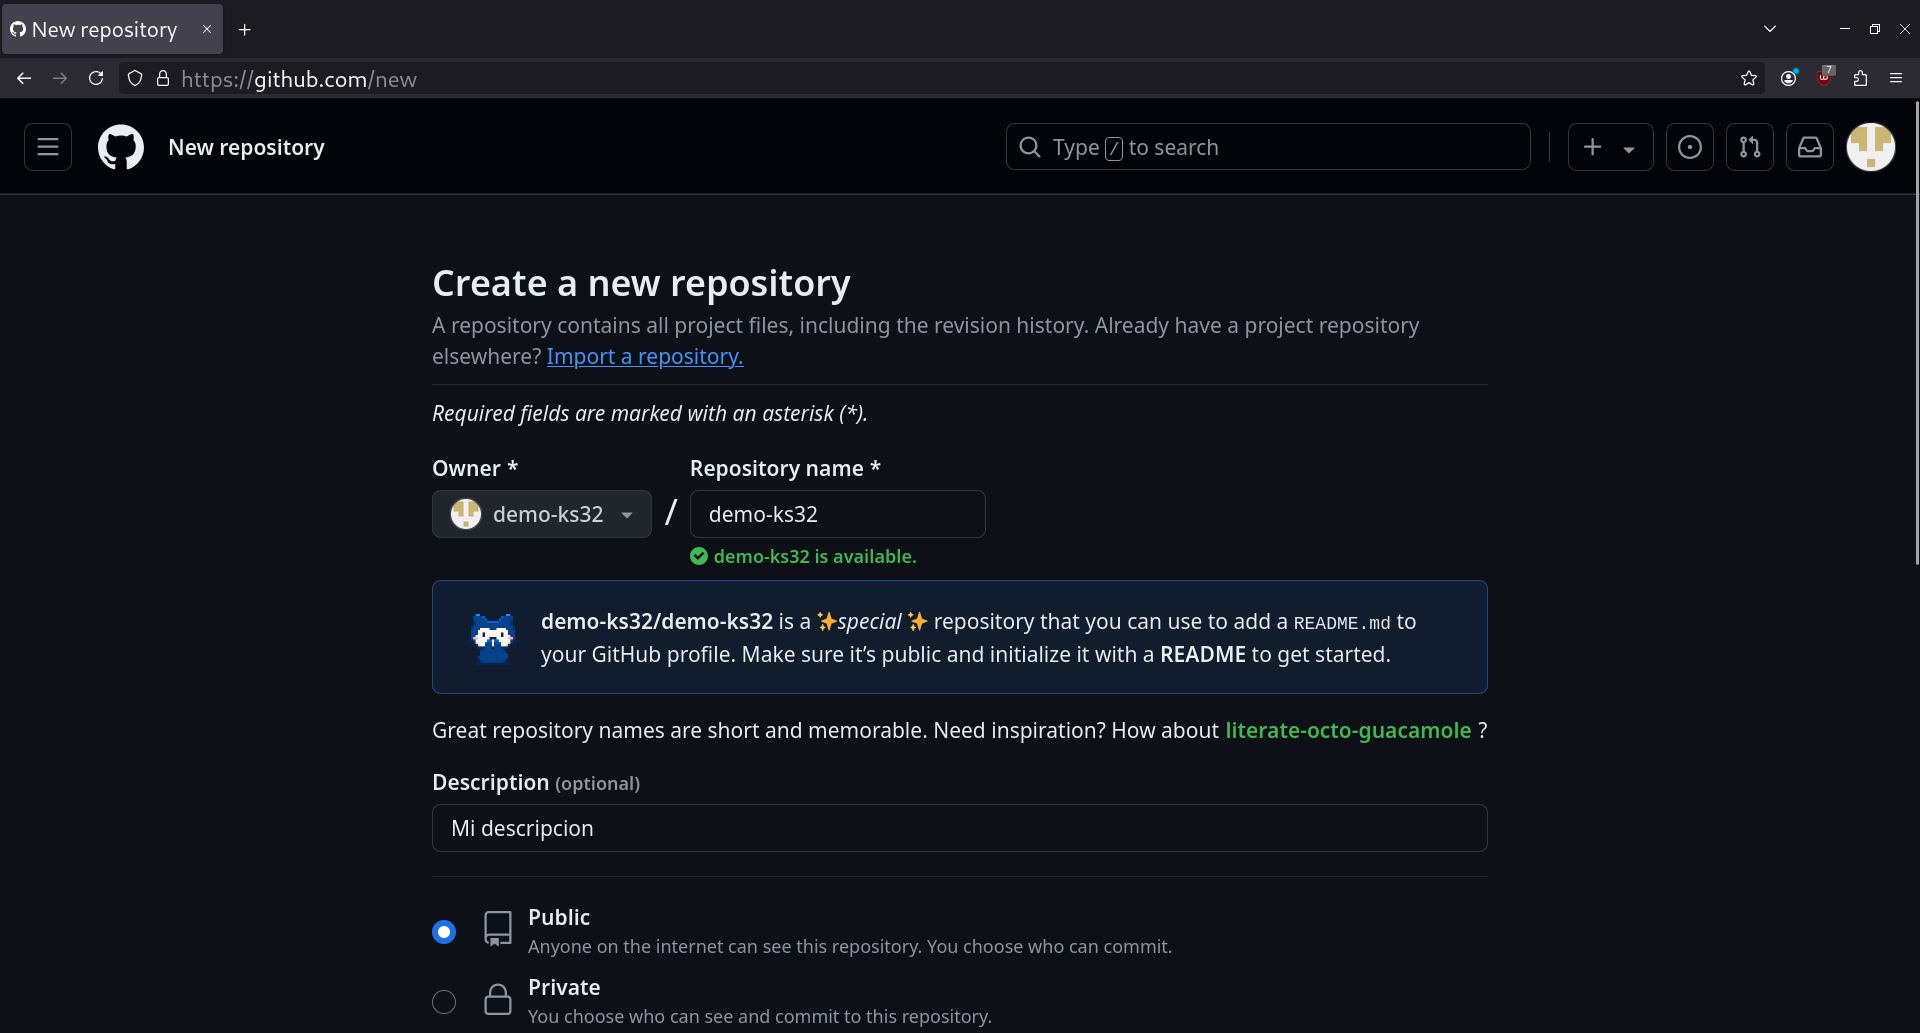 New repository
https://github.com/new
7
New repository
Type / to search
Create a new repository
A repository contains all project files, including the revision history. Already have a project repository
elsewhere? Import a repository.
Required fields are marked with an asterisk (*).
Owner * Repository name *
demo-ks32 / demo-ks32
demo-ks32 is available.
demo-ks32/demo-ks32 is a ✨special ✨ repository that you can use to add a README.md to
your GitHub profile. Make sure it’s public and initialize it with a README to get started.
Great repository names are short and memorable. Need inspiration? How about literate-octo-guacamole ?
Description (optional)
Mi descripcion
Public
Anyone on the internet can see this repository. You choose who can commit.
Private
You choose who can see and commit to this repository.